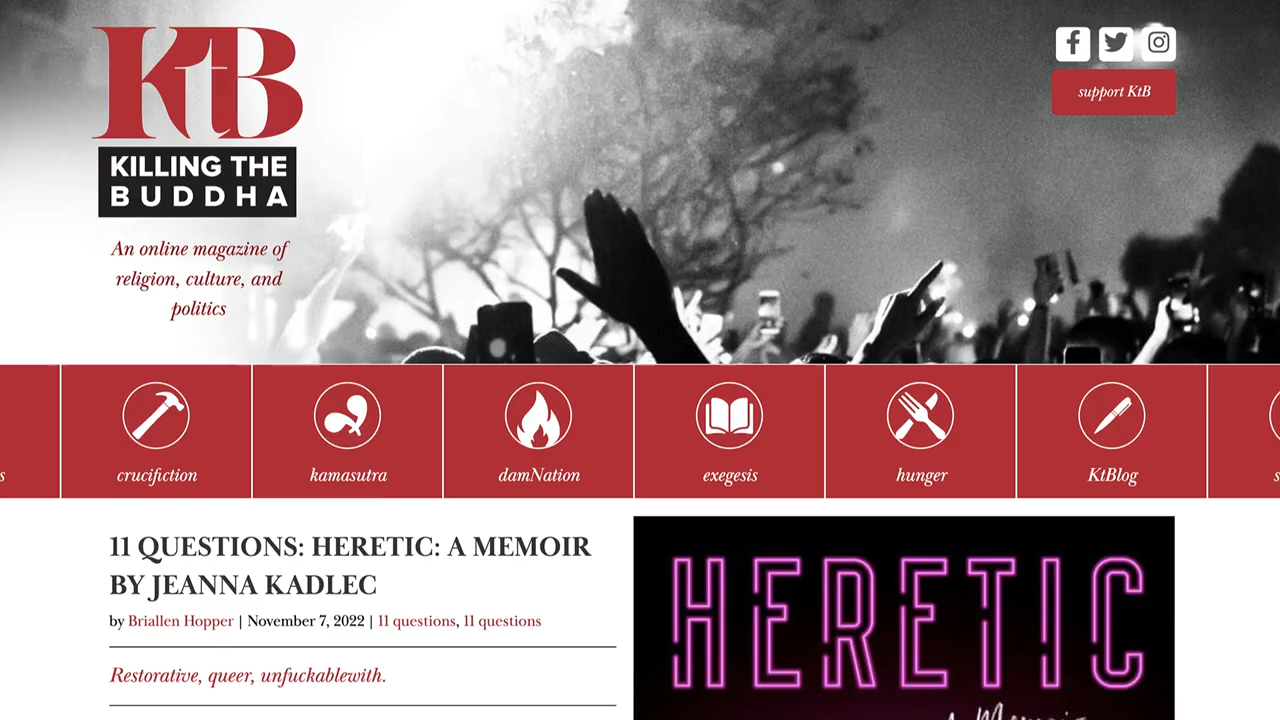 KtB
KILLING THE
BUDDHA
An online magazine of
religion, culture, and
politics
support KtB
s
crucifiction
kamasutra
damNation
exegesis
hunger
KtBlog
s
11 QUESTIONS: HERETIC: A MEMOIR
BY JEANNA KADLEC
by Briallen Hopper | November 7, 2022 | 11 questions, 11 questions
Restorative, queer, unfuckablewith.
HERETIC
A Memoir